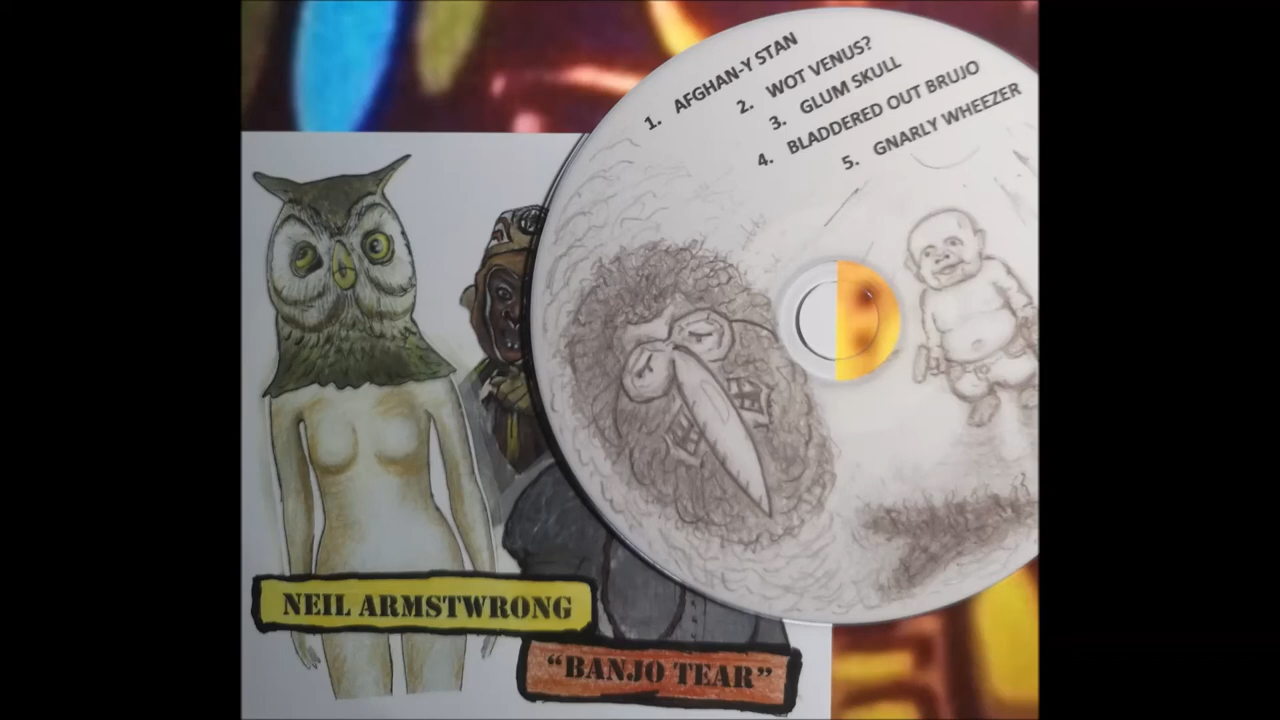 1. AFGHAN-Y STAN
2. WOT VENUS?
3. GLUM SKULL
4. BLADDERED OUT BRUJO
5. GNARLY WHEEZER
NEIL ARMSTWRONG
“BANJO TEAR”